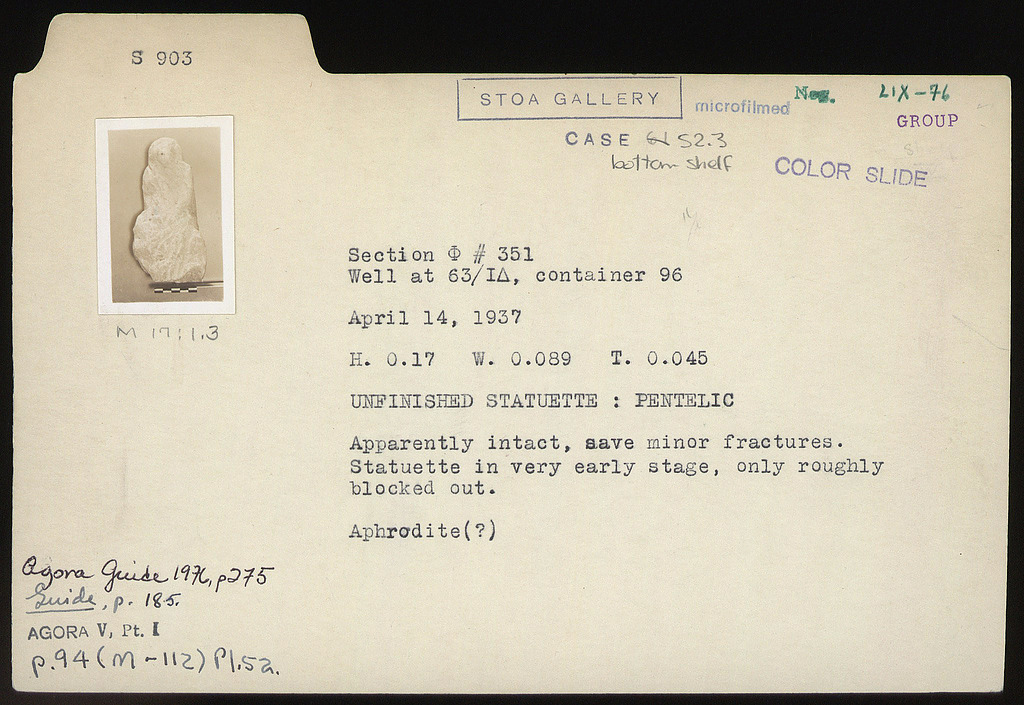 S 903
STOA GALLERY
microfilmed
Neg. LIX-76
GROUP
CASE 61 52.3
bottom shelf
COLOR SLIDE
M 17:1.3
Section Φ # 351
Well at 63/ΙΔ, container 96
April 14, 1937
H. 0.17 W. 0.089 T. 0.045
UNFINISHED STATUETTE : PENTELIC
Apparently intact, save minor fractures.
Statuette in very early stage, only roughly
blocked out.
Aphrodite(?)
Agora Guide 1976, p275
Guide, p. 185.
AGORA V, Pt. I
p.94 (M-112) Pl.52.